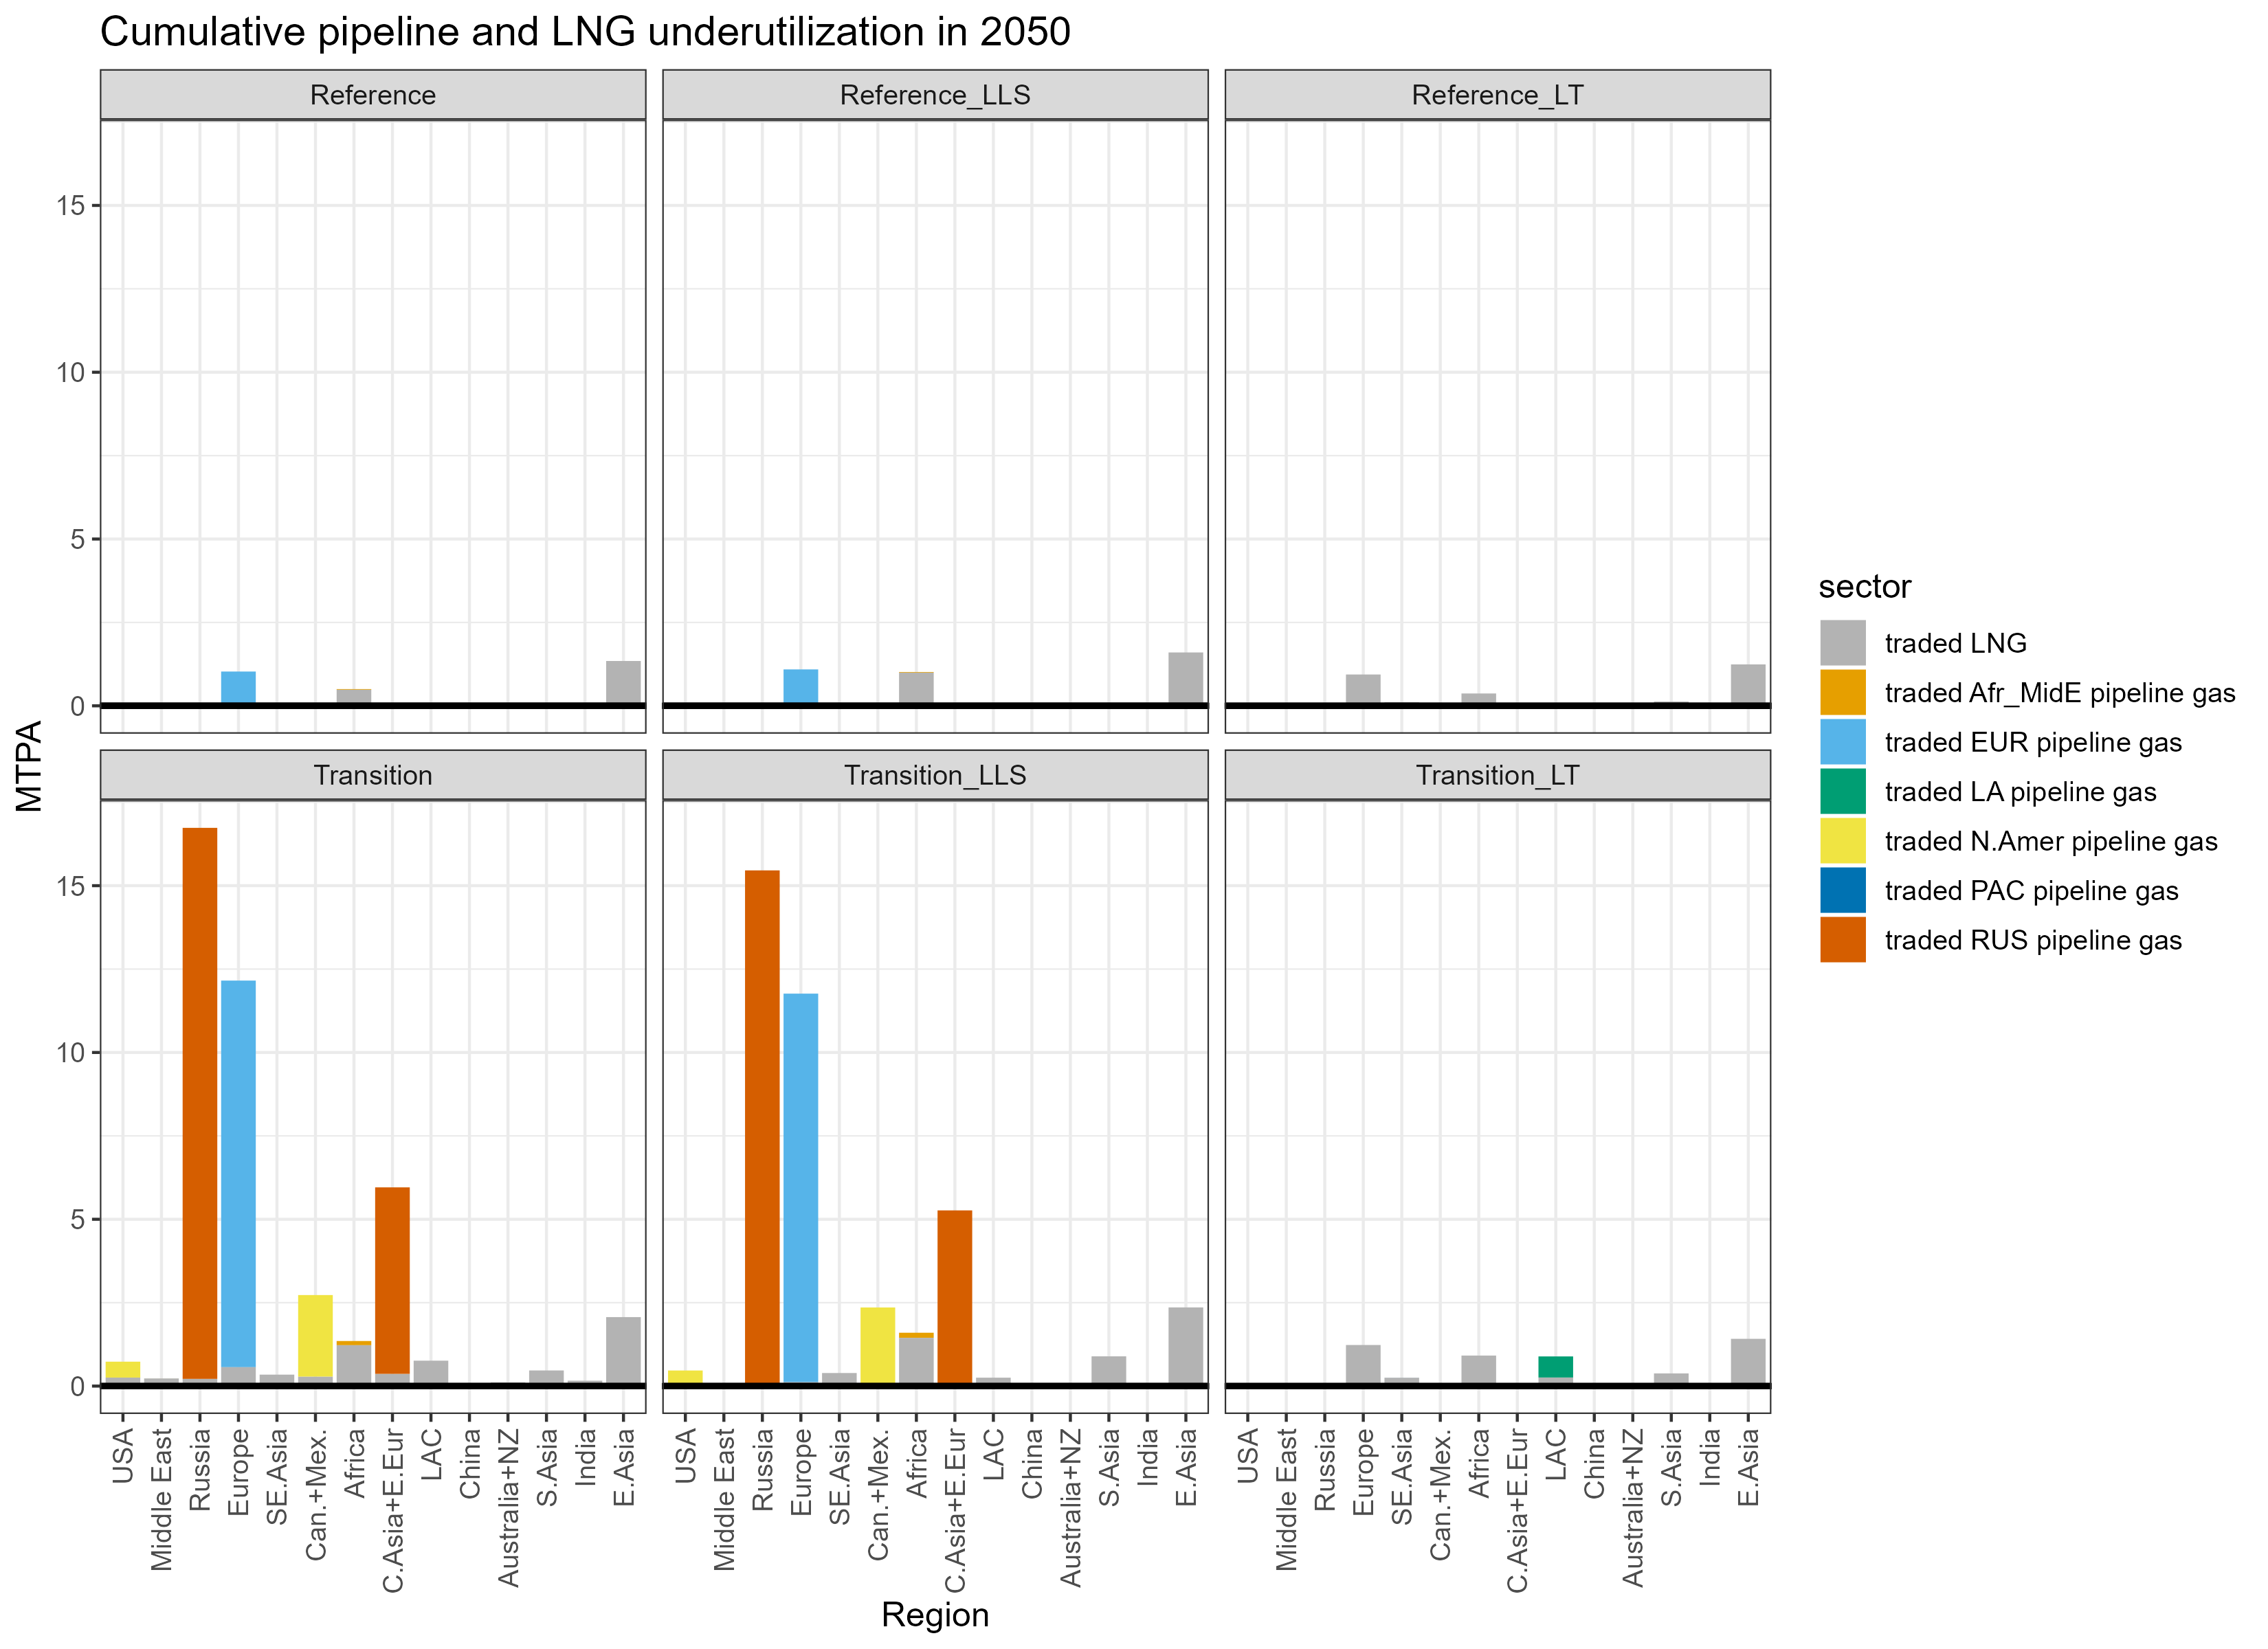 Cumulative pipeline and LNG underutilization in 2050
Reference
Reference_LLS
Reference_LT
15
10
5
0
Transition
Transition_LLS
Transition_LT
15
10
5
0
MTPA
USA
Middle East
Russia
Europe
SE.Asia
Can.+Mex.
Africa
C.Asia+E.Eur
LAC
China
Australia+NZ
S.Asia
India
E.Asia
USA
Middle East
Russia
Europe
SE.Asia
Can.+Mex.
Africa
C.Asia+E.Eur
LAC
China
Australia+NZ
S.Asia
India
E.Asia
USA
Middle East
Russia
Europe
SE.Asia
Can.+Mex.
Africa
C.Asia+E.Eur
LAC
China
Australia+NZ
S.Asia
India
E.Asia
Region
sector
traded LNG
traded Afr_MidE pipeline gas
traded EUR pipeline gas
traded LA pipeline gas
traded N.Amer pipeline gas
traded PAC pipeline gas
traded RUS pipeline gas